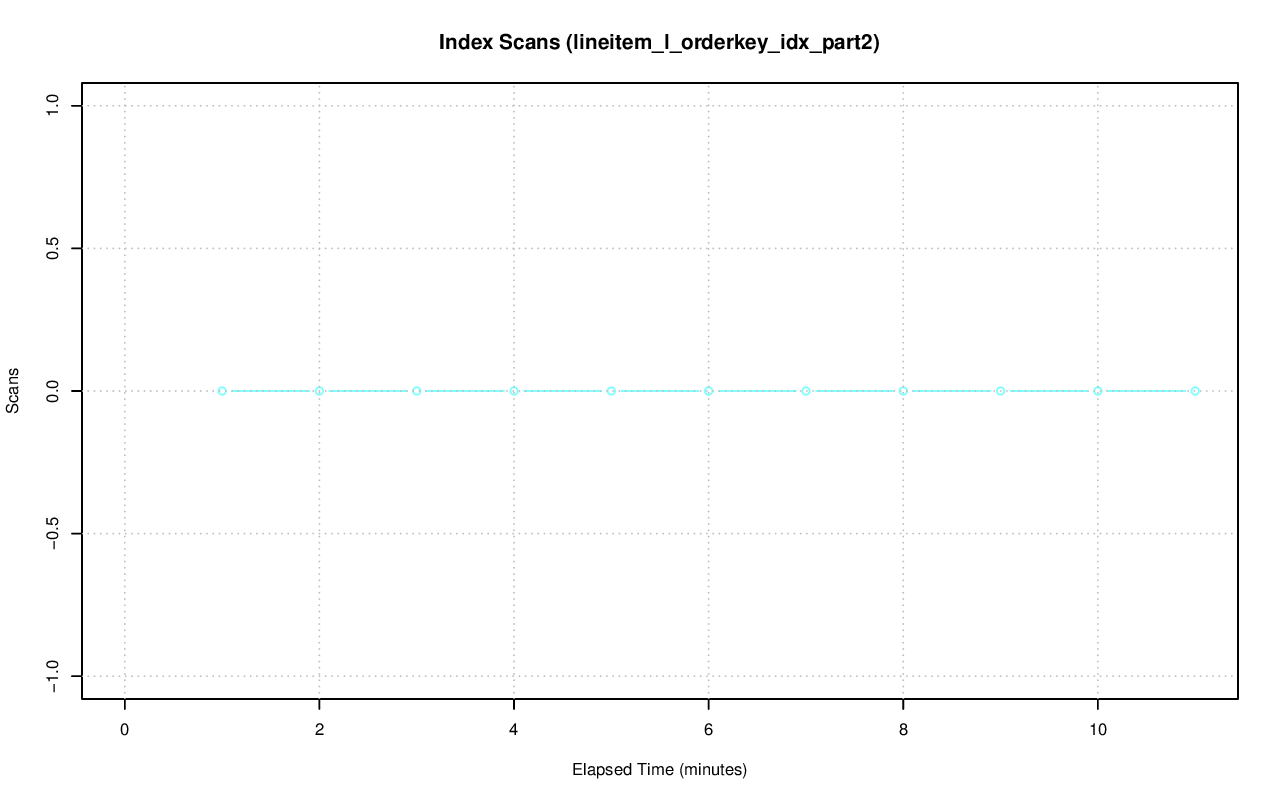 Index Scans (lineitem_l_orderkey_idx_part2)
Scans
1.0
0.5
0.0
−0.5
−1.0
0 2 4 6 8 10
Elapsed Time (minutes)